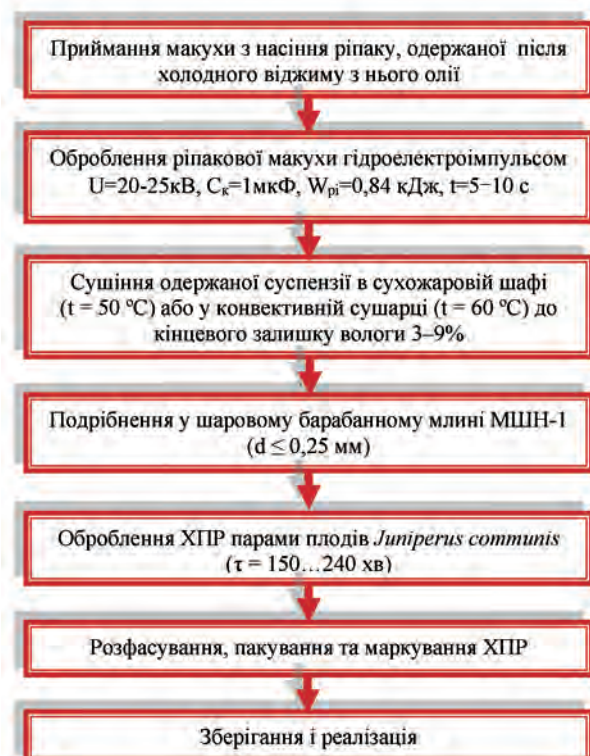 Приймання макухи з насіння ріпаку, одержаної після
холодного віджиму з нього олії
Оброблення ріпакової макухи гідроелектроімпульсом
U=20-25кВ, Cк=1мкФ, Wрі=0,84 кДж, t=5−10 с
Сушіння одержаної суспензії в сухожаровій шафі
(t = 50 ºС) або у конвективній сушарці (t = 60 ºС) до
кінцевого залишку вологи 3–9%
Подрібнення у шаровому барабанному млині МШН-1
(d ≤ 0,25 мм)
Оброблення ХПР парами плодів Juniperus communis
(τ = 150…240 хв)
Розфасування, пакування та маркування ХПР
Зберігання і реалізація